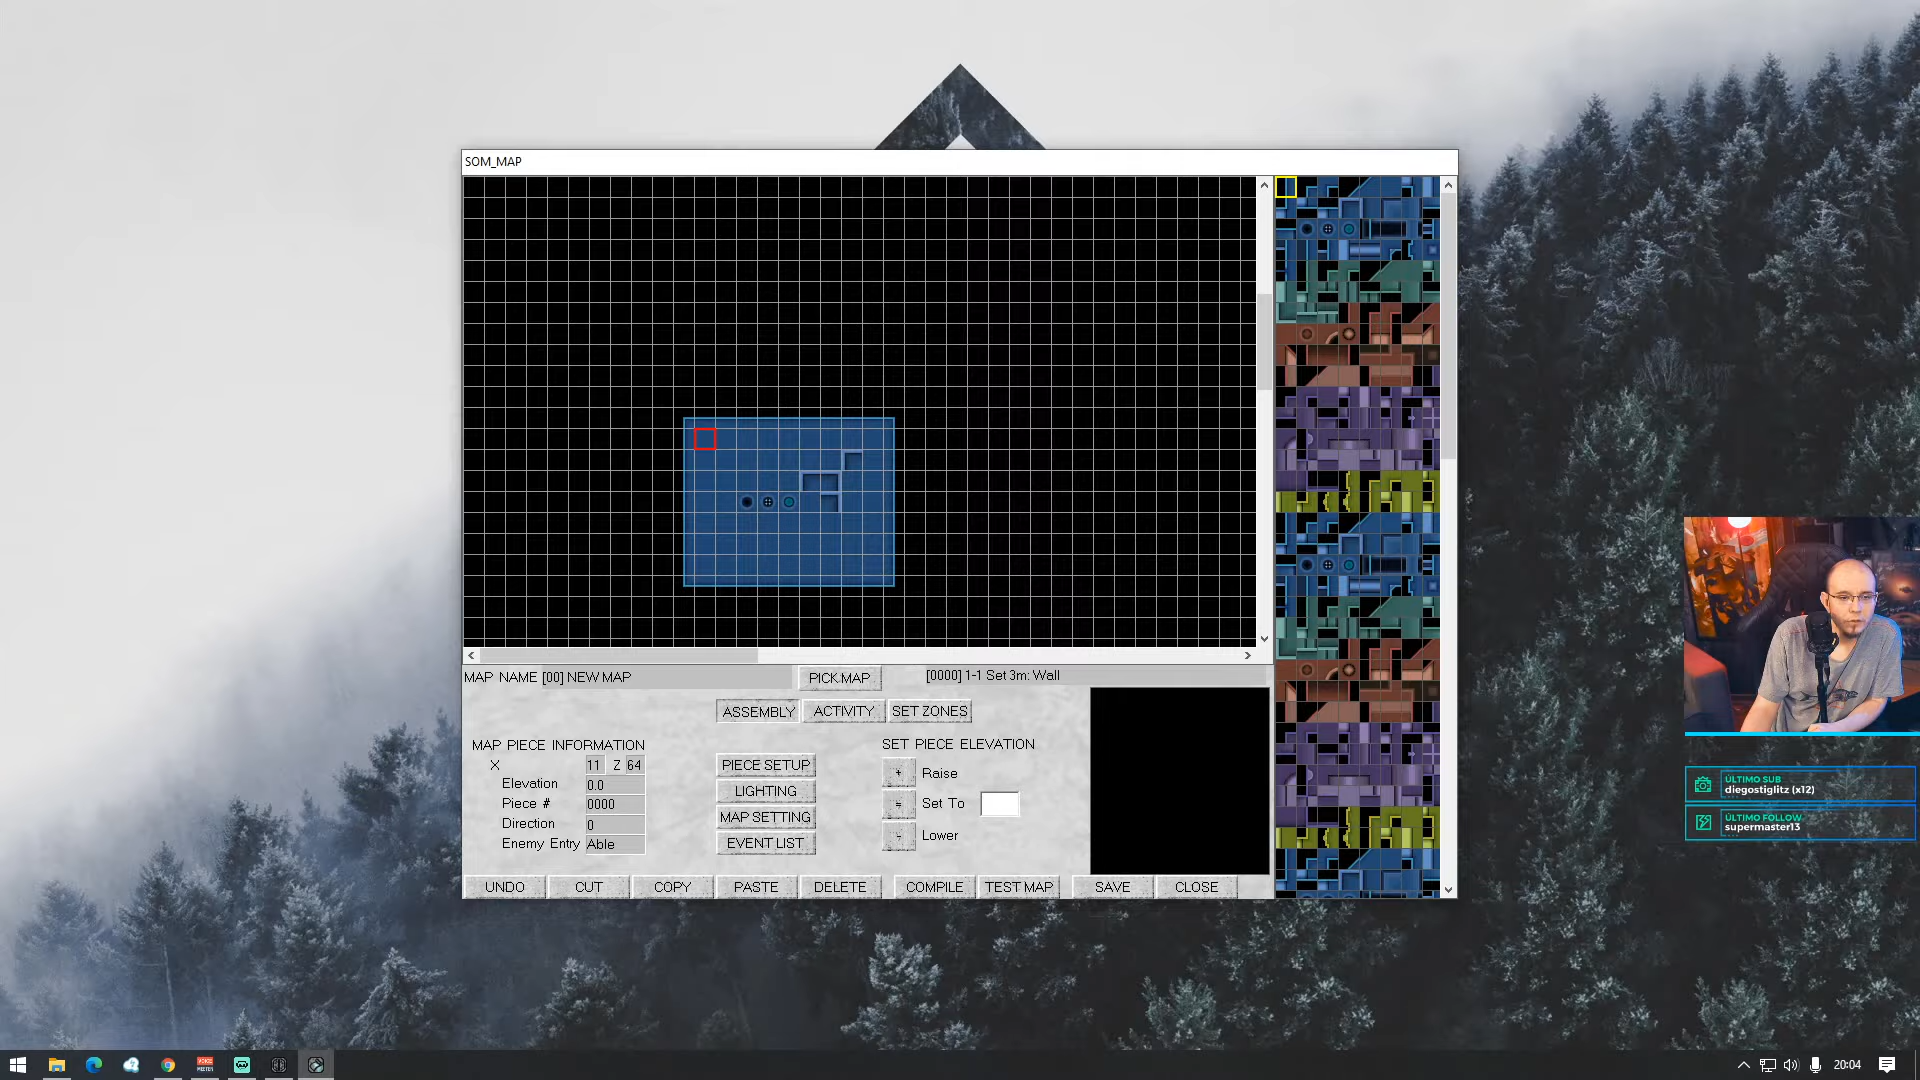 SOM_MAP
MAP NAME [00] NEW MAP
PICK MAP
[0000] 1-1 Set 3m: Wall
ASSEMBLY
ACTIVITY
SET ZONES
MAP PIECE INFORMATION
X 11 Z 64
Elevation 0.0
Piece # 0000
Direction 0
Enemy Entry Able
PIECE SETUP
LIGHTING
MAP SETTING
EVENT LIST
SET PIECE ELEVATION
+ Raise
= Set To
- Lower
UNDO
CUT
COPY
PASTE
DELETE
COMPILE
TEST MAP
SAVE
CLOSE
ÚLTIMO SUB
diegostiglitz (x12)
ÚLTIMO FOLLOW
supermaster13
VOICE
MEETER
20:04